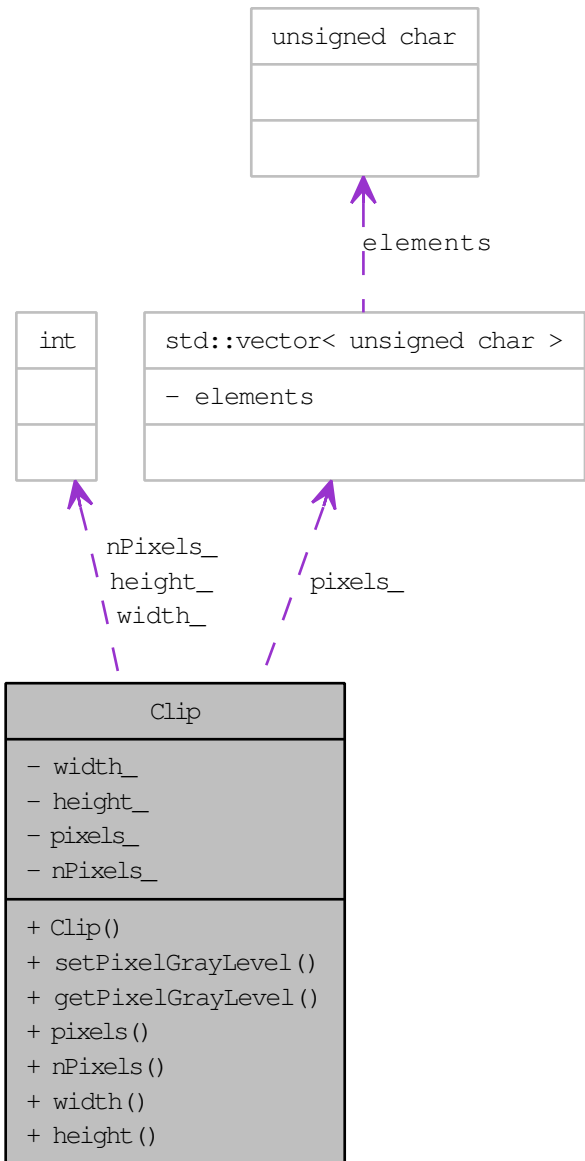 unsigned char
elements
int
std::vector< unsigned char >
- elements
nPixels_
height_
width_
pixels_
Clip
- width_
- height_
- pixels_
- nPixels_
+ Clip()
+ setPixelGrayLevel()
+ getPixelGrayLevel()
+ pixels()
+ nPixels()
+ width()
+ height()